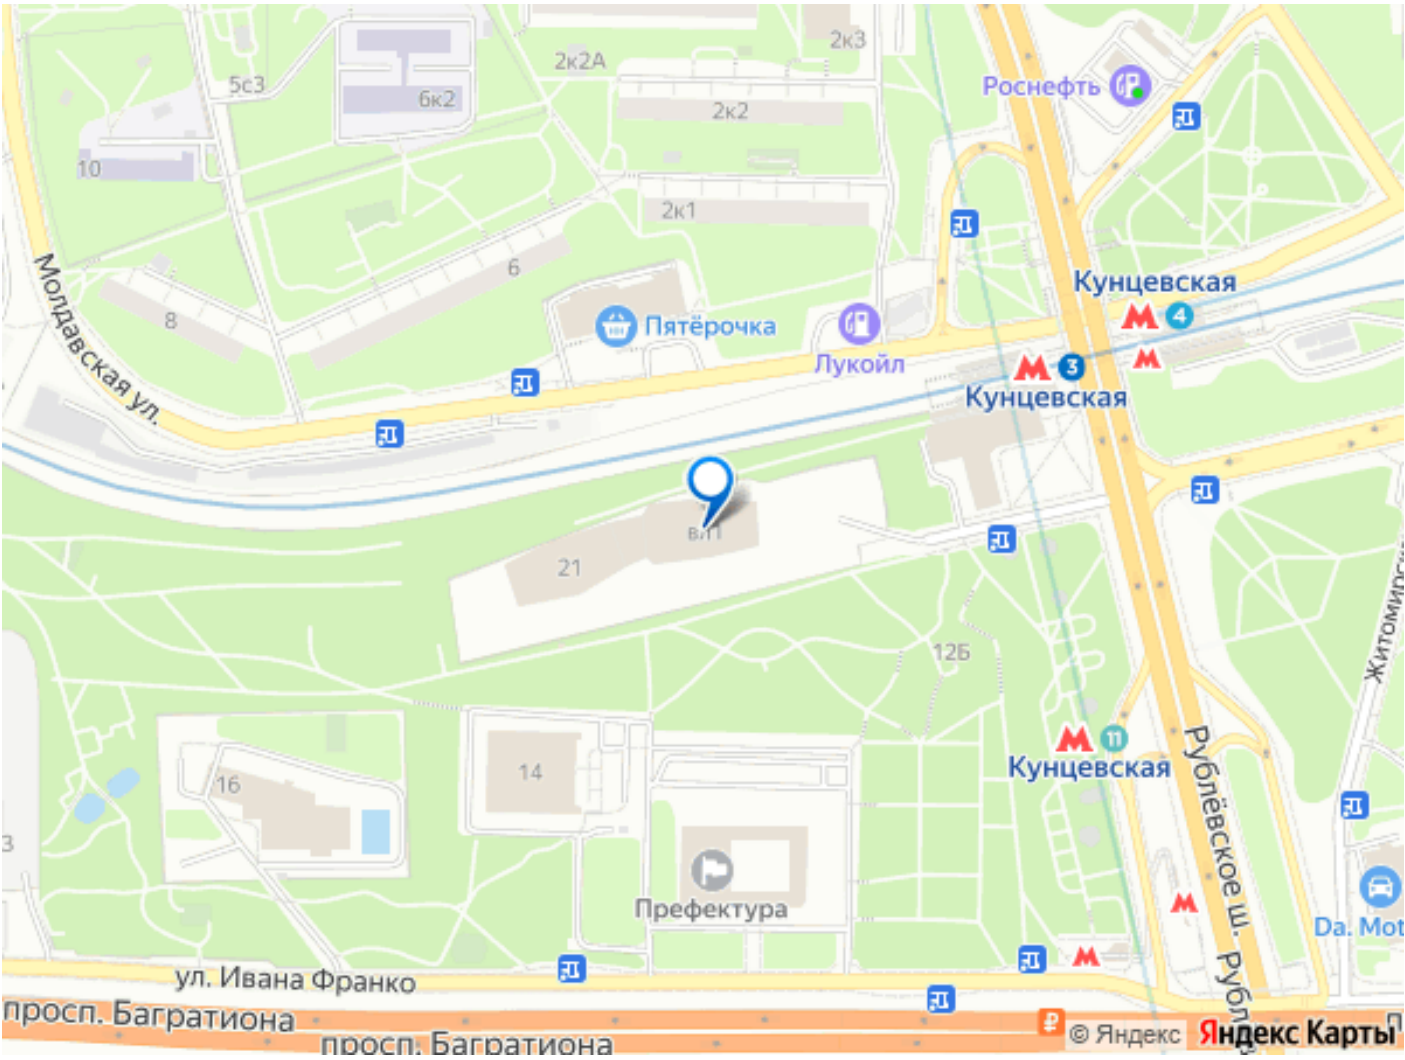 2к3
2к2А
5с3
6к2
2к2
Роснефть
10
2к1
6
Молдавская ул.
8
Кунцевская
4
Пятёрочка
Лукойл
3
Кунцевская
21
12Б
11
Кунцевская
Рублёвское ш.
16
14
3
Префектура
Da. Mot
ул. Ивана Франко
просп. Багратиона
просп. Багратиона
© Яндекс
Яндекс Карты